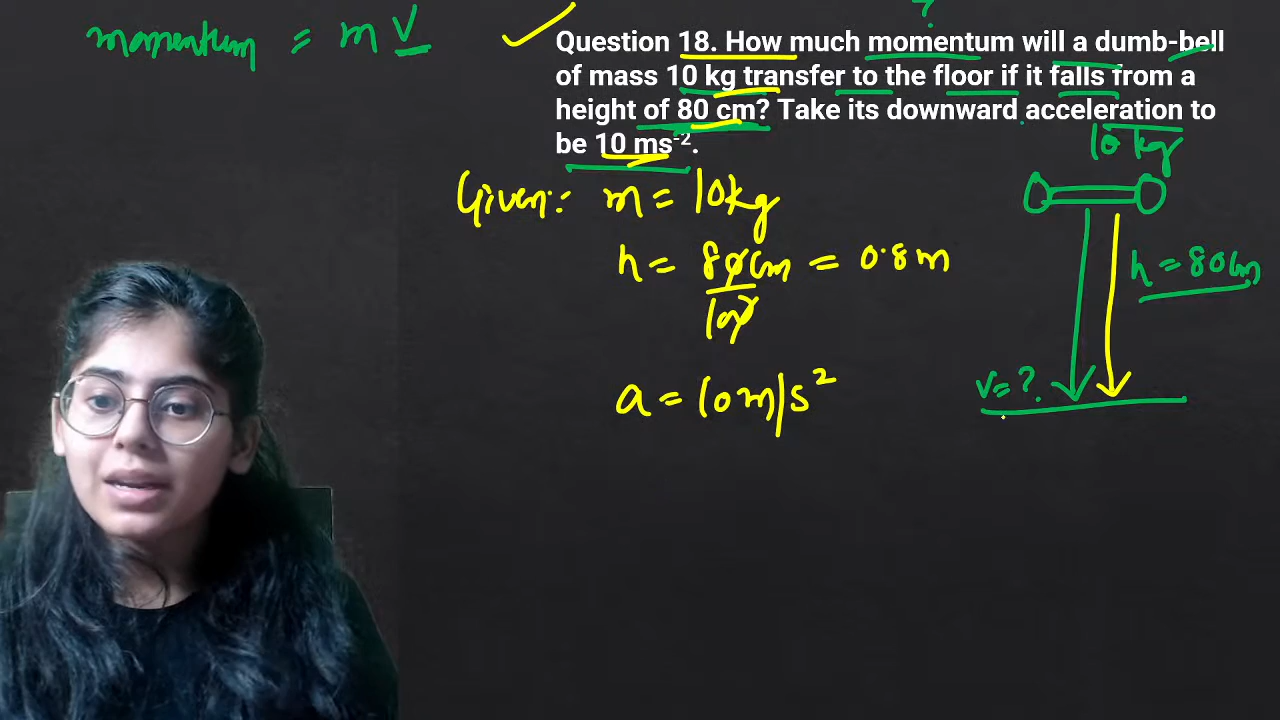 momentum = m v
?
Question 18. How much momentum will a dumb-bell
of mass 10 kg transfer to the floor if it falls from a
height of 80 cm? Take its downward acceleration to
be 10 ms-2.
10 kg
Given:- m = 10kg
h = 80cm = 0.8m
100
h = 80cm
a = 10m/s2
v = ?